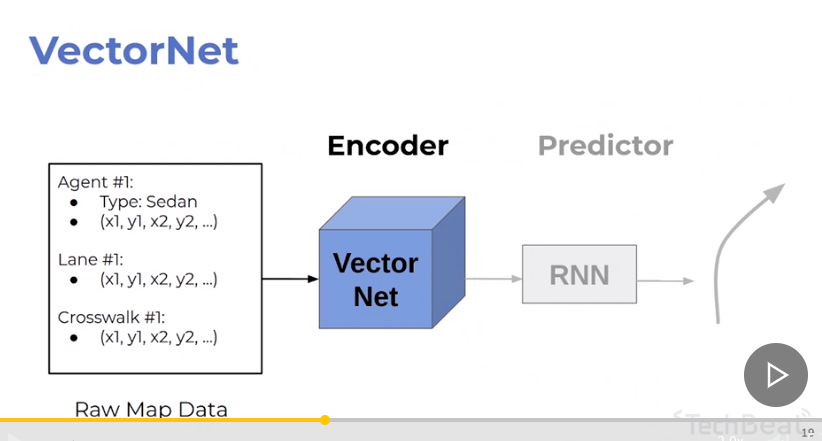 VectorNet
Encoder
Predictor
Agent #1:
● Type: Sedan
● (x1, y1, x2, y2, ...)
Lane #1:
● (x1, y1, x2, y2, ...)
Crosswalk #1:
● (x1, y1, x2, y2, ...)
Vector
Net
RNN
Raw Map Data
TechBeat
19